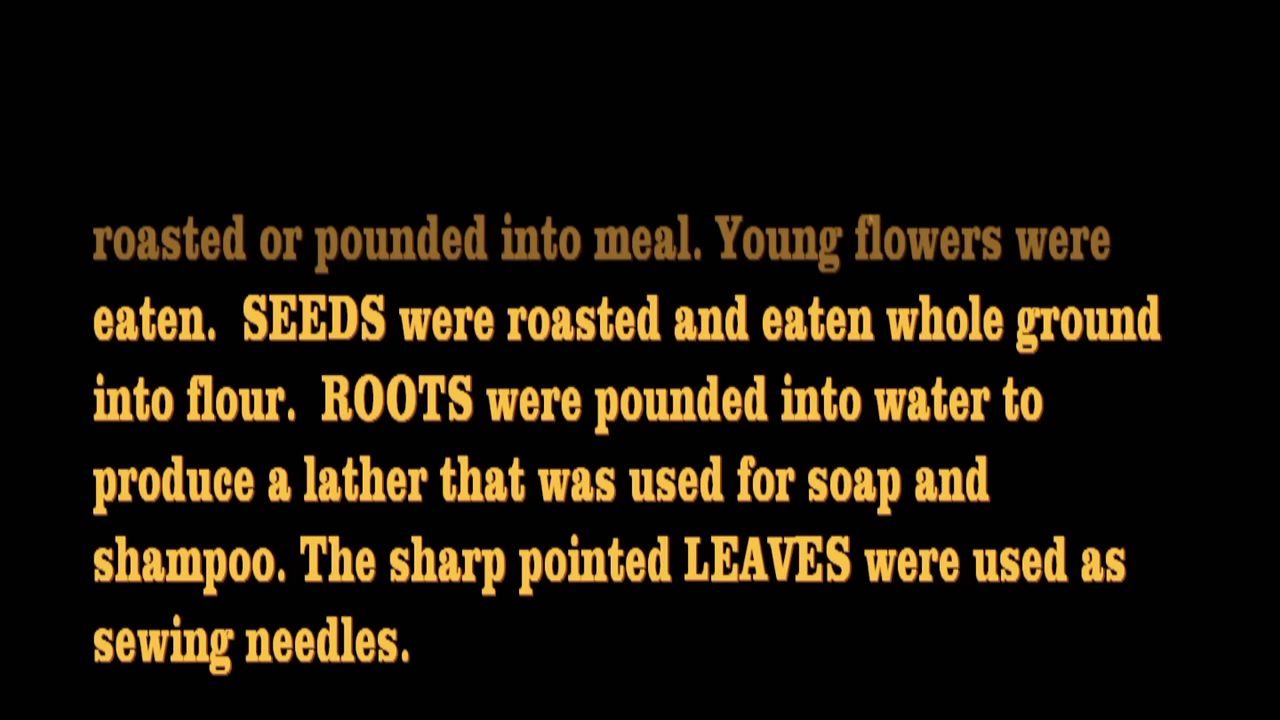 roasted or pounded into meal. Young flowers were
eaten.  SEEDS were roasted and eaten whole ground
into flour.  ROOTS were pounded into water to
produce a lather that was used for soap and
shampoo. The sharp pointed LEAVES were used as
sewing needles.